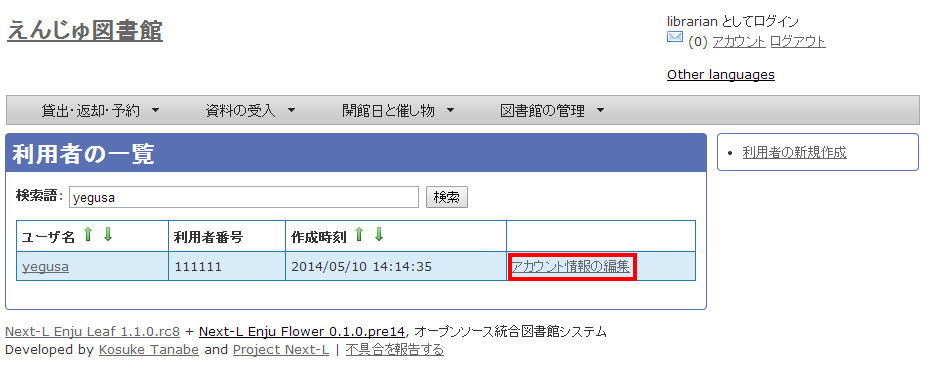 えんじゅ図書館
librarian としてログイン
(0) アカウント ログアウト
Other languages
貸出・返却・予約 資料の受入 開館日と催し物 図書館の管理
利用者の一覧
検索語: yegusa 検索
ユーザ名 利用者番号 作成時刻
yegusa 111111 2014/05/10 14:14:35 アカウント情報の編集
利用者の新規作成
Next-L Enju Leaf 1.1.0.rc8 + Next-L Enju Flower 0.1.0.pre14, オープンソース統合図書館システム
Developed by Kosuke Tanabe and Project Next-L | 不具合を報告する